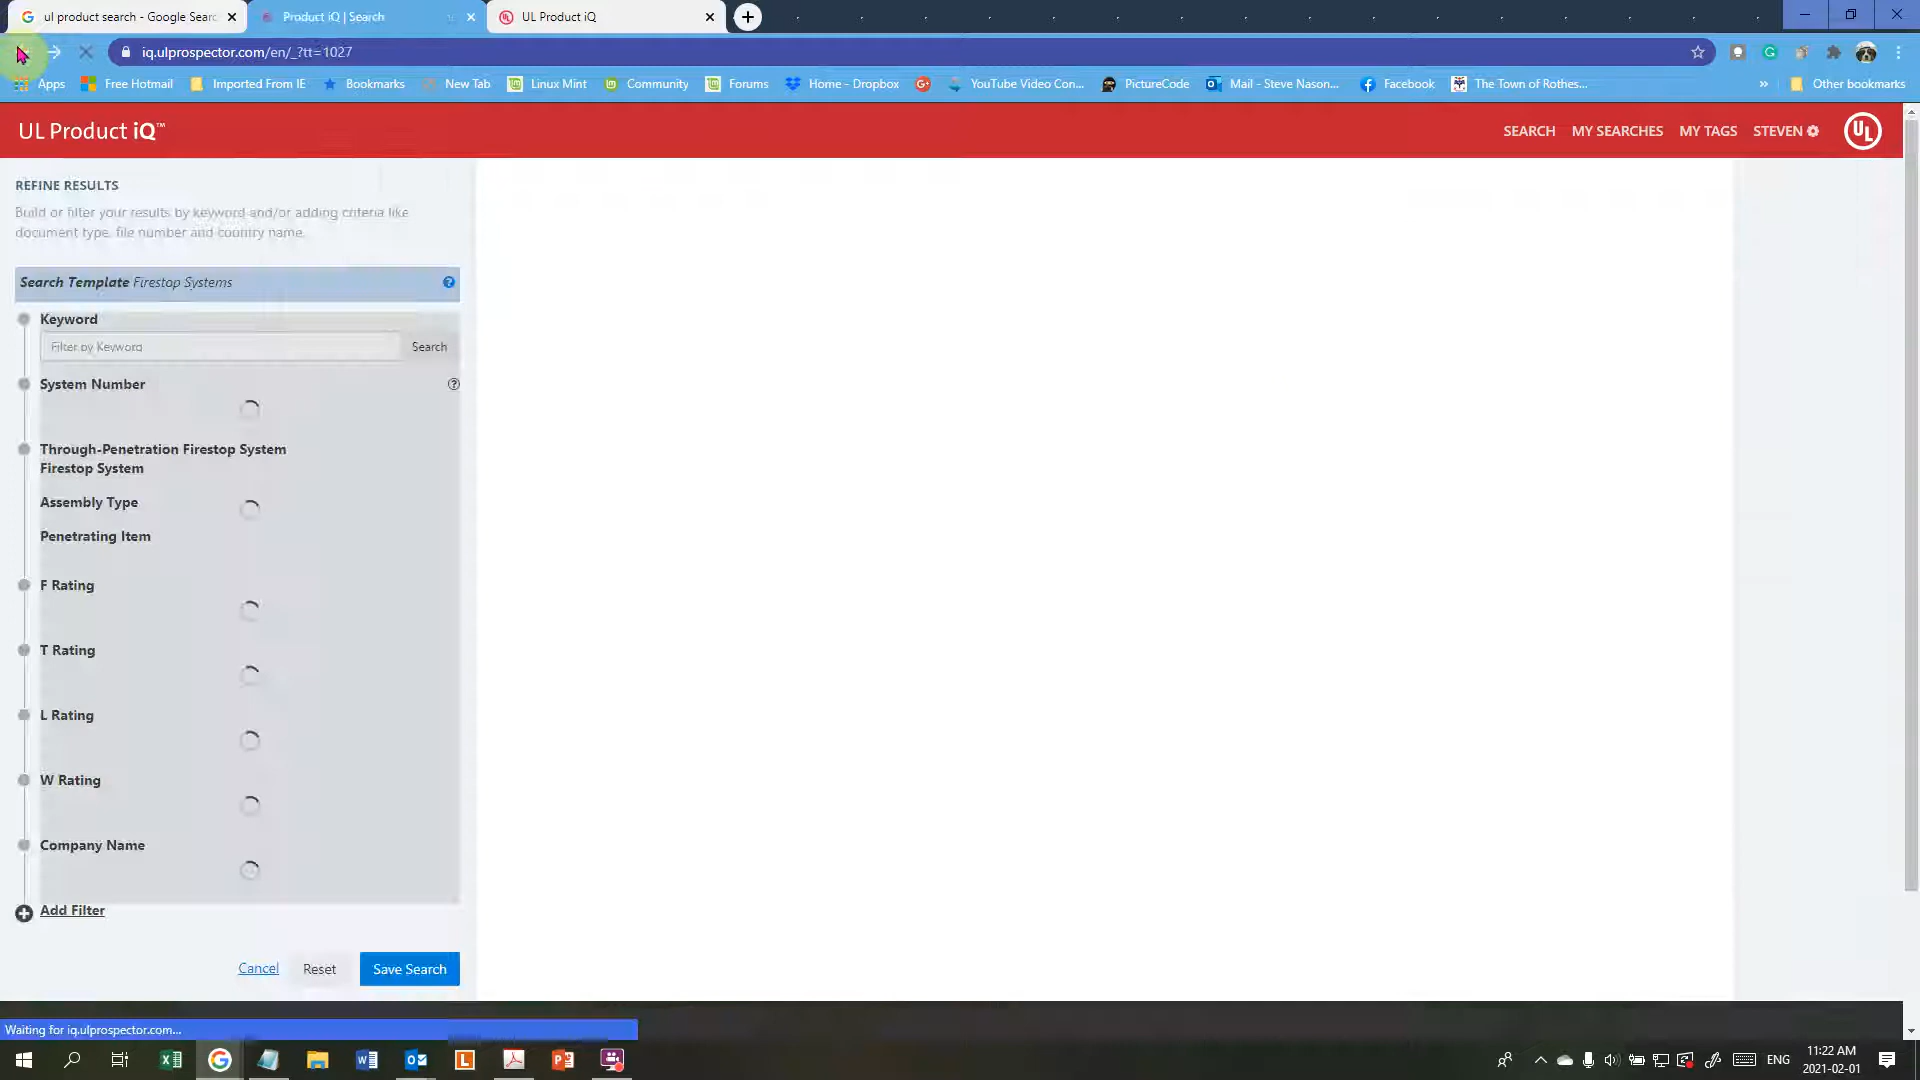 ul product search - Google Searc
Product iQ | Search
UL Product iQ
iq.ulprospector.com/en/_?tt=1027
Apps
Free Hotmail
Imported From IE
Bookmarks
New Tab
Linux Mint
Community
Forums
Home - Dropbox
G+
YouTube Video Con...
PictureCode
Mail - Steve Nason...
Facebook
The Town of Rothes...
»
Other bookmarks
UL Product iQ™
SEARCH
MY SEARCHES
MY TAGS
STEVEN
UL
REFINE RESULTS
Build or filter your results by keyword and/or adding criteria like
document type, file number and country name.
Search Template Firestop Systems
Keyword
Filter by Keyword
Search
System Number
Through-Penetration Firestop System
Firestop System
Assembly Type
Penetrating Item
F Rating
T Rating
L Rating
W Rating
Company Name
Add Filter
Cancel
Reset
Save Search
Waiting for iq.ulprospector.com...
ENG
11:22 AM
2021-02-01